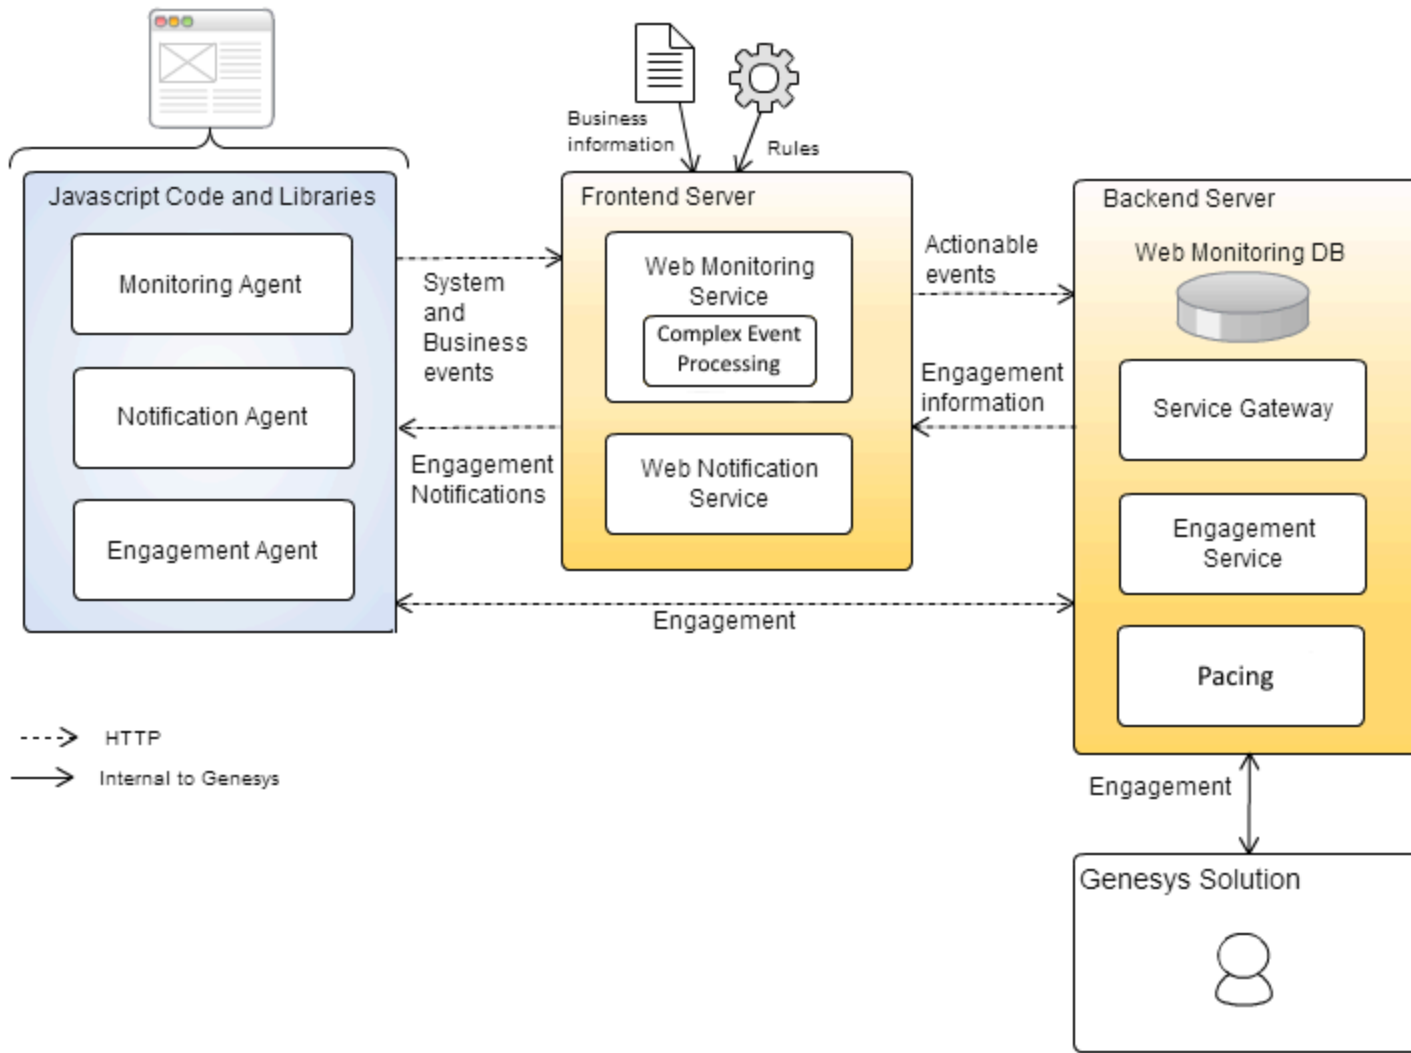 Business
information
Rules
Javascript Code and Libraries
Monitoring Agent
Notification Agent
Engagement Agent
System
and
Business
events
Engagement
Notifications
Frontend Server
Web Monitoring
Service
Complex Event
Processing
Web Notification
Service
Actionable
events
Engagement
information
Engagement
Backend Server
Web Monitoring DB
Service Gateway
Engagement
Service
Pacing
HTTP
Internal to Genesys
Engagement
Genesys Solution